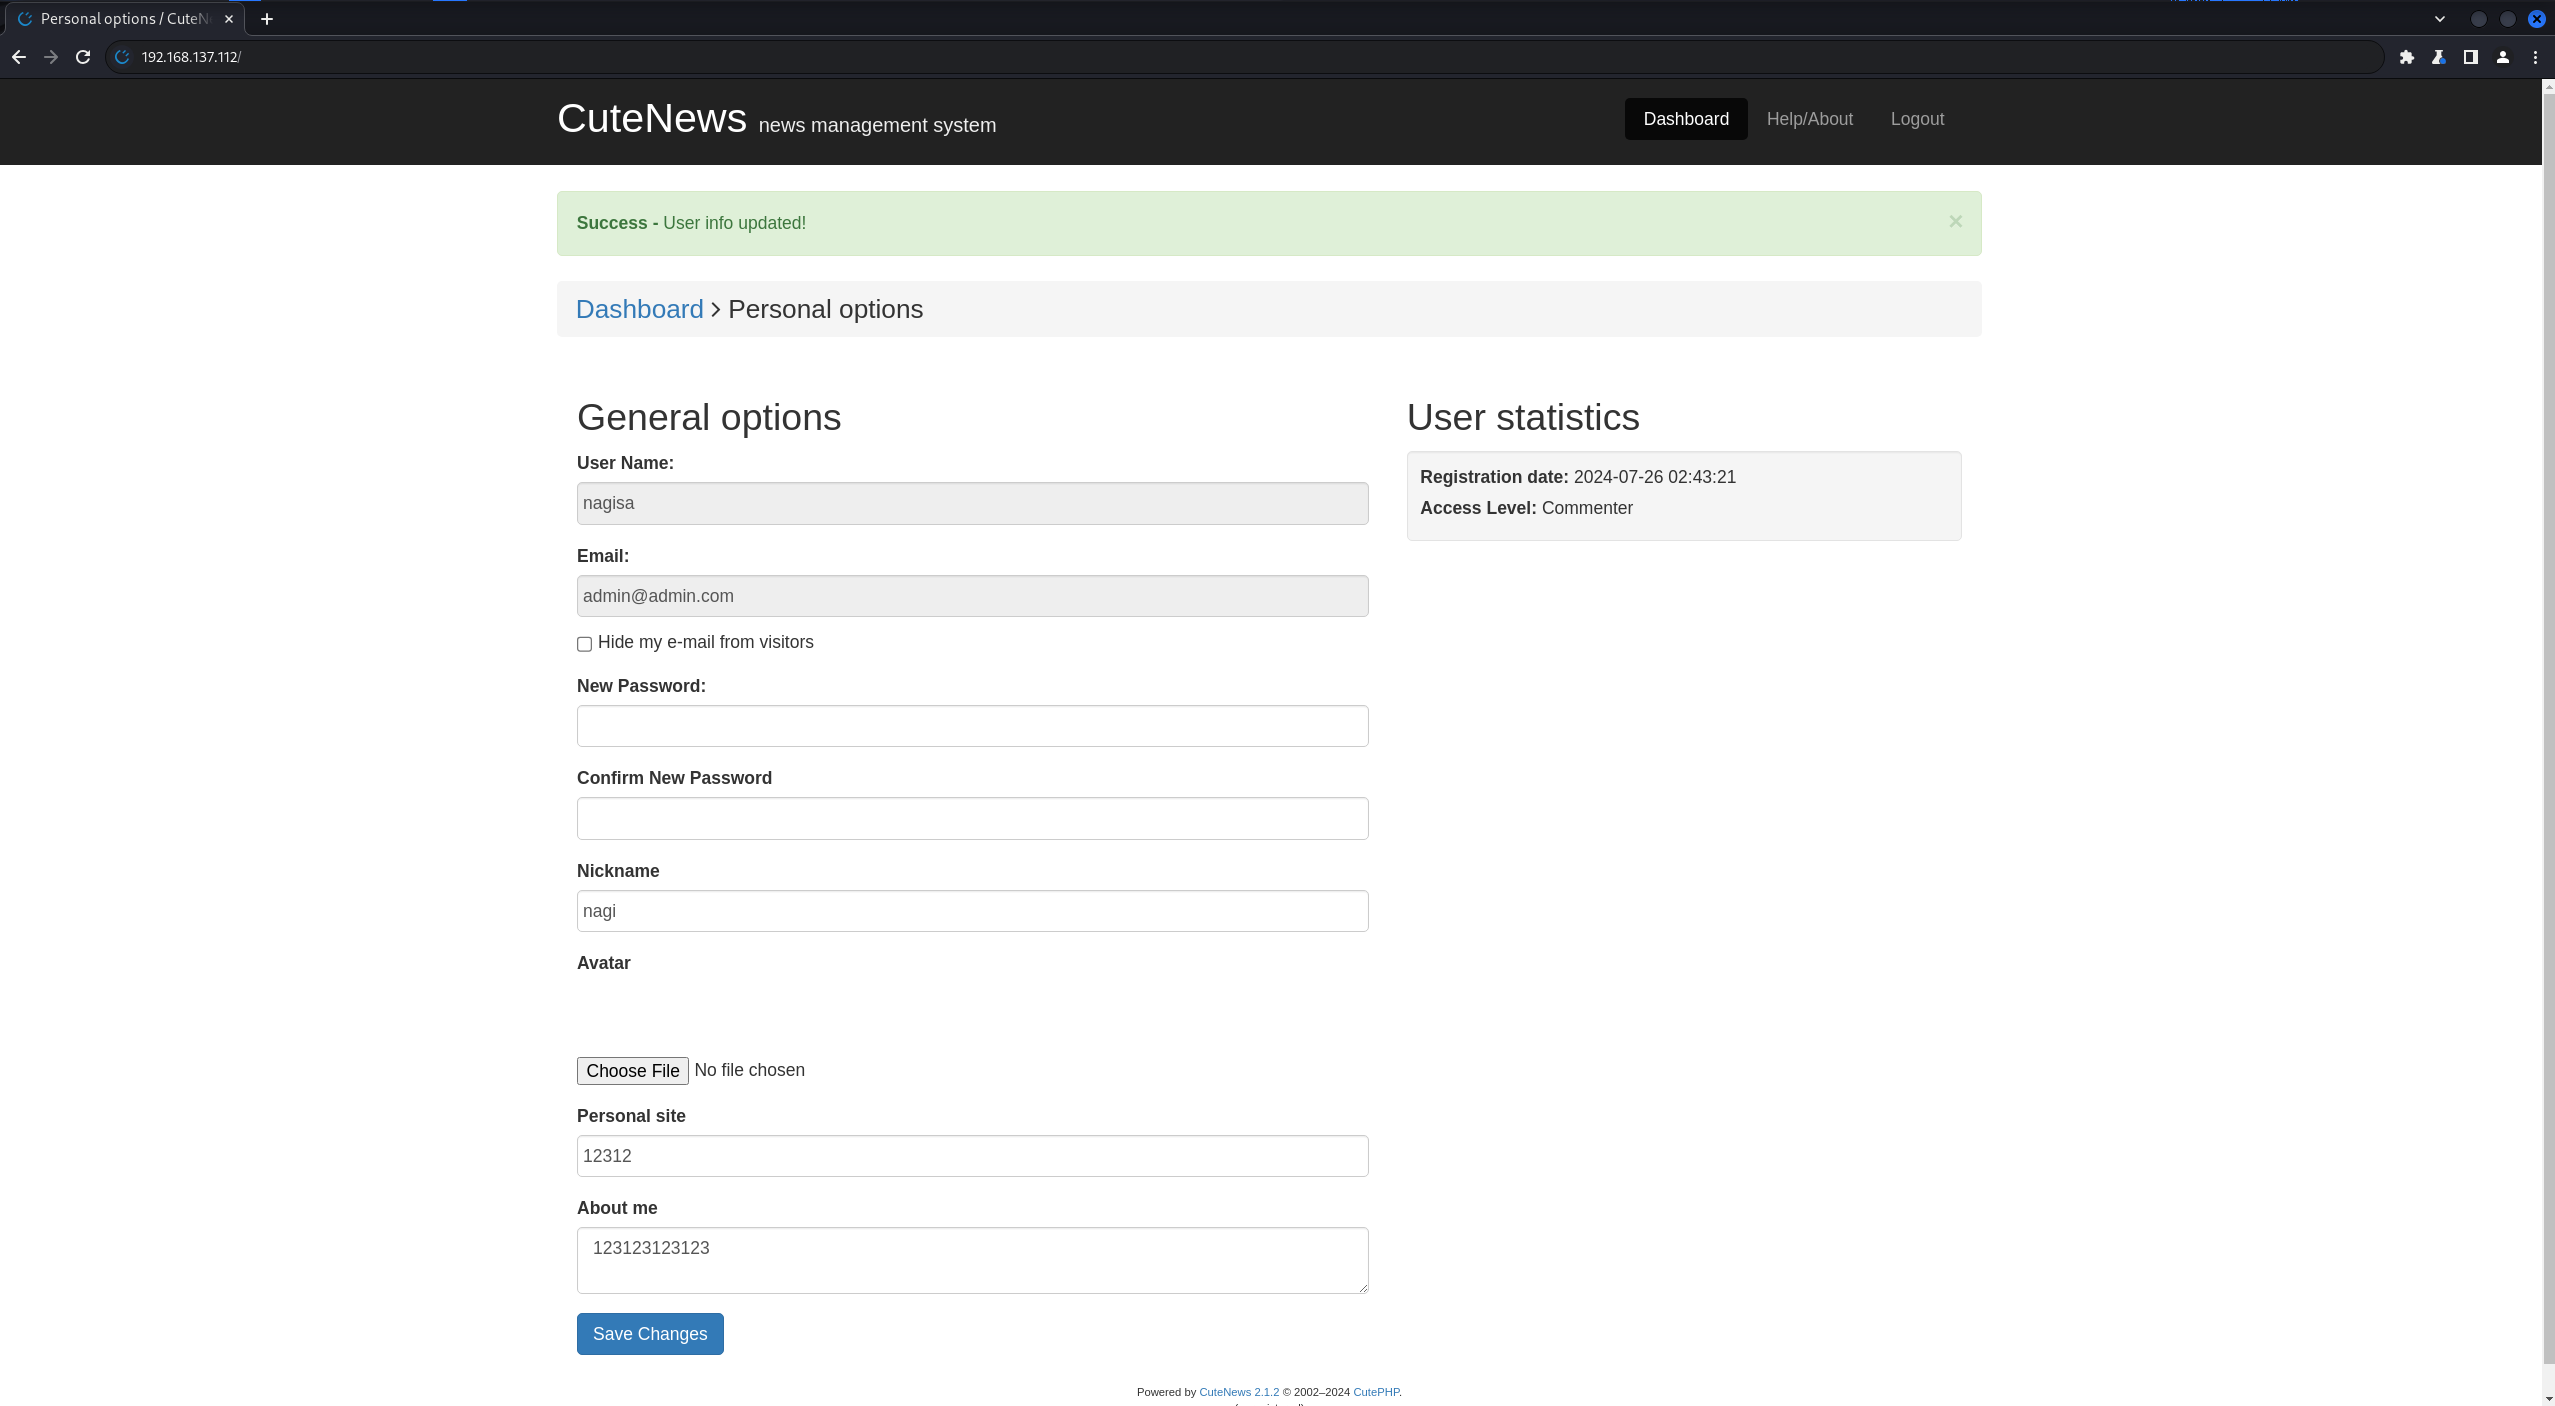 Personal options / CuteN
192.168.137.112/
CuteNews news management system
Dashboard
Help/About
Logout
Success - User info updated!
×
Dashboard > Personal options
General options
User Name:
nagisa
Email:
admin@admin.com
Hide my e-mail from visitors
New Password:
Confirm New Password
Nickname
nagi
Avatar
Choose File No file chosen
Personal site
12312
About me
123123123123
Save Changes
User statistics
Registration date: 2024-07-26 02:43:21
Access Level: Commenter
Powered by CuteNews 2.1.2 © 2002–2024 CutePHP.